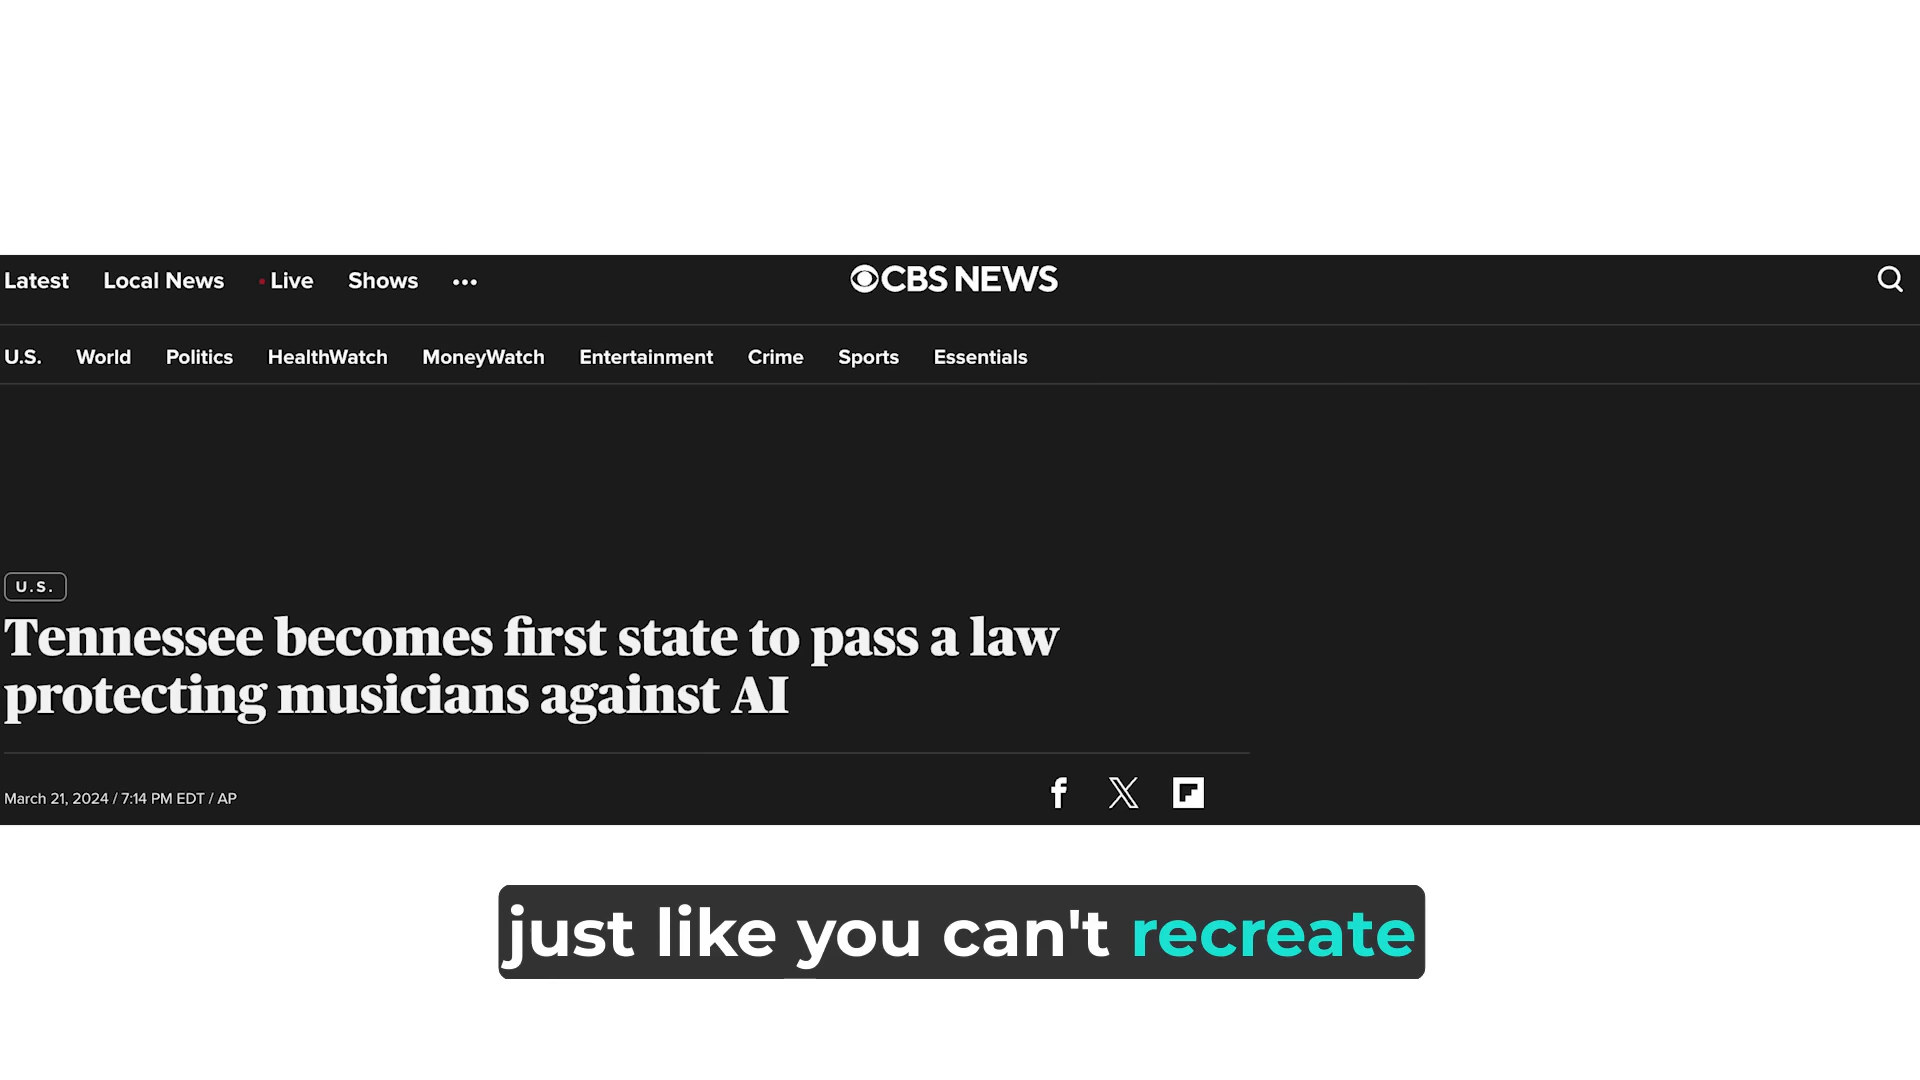 Latest Local News Live Shows ••• CBS NEWS
U.S. World Politics HealthWatch MoneyWatch Entertainment Crime Sports Essentials
U.S.
Tennessee becomes first state to pass a law
protecting musicians against AI
March 21, 2024 / 7:14 PM EDT / AP
just like you can't recreate